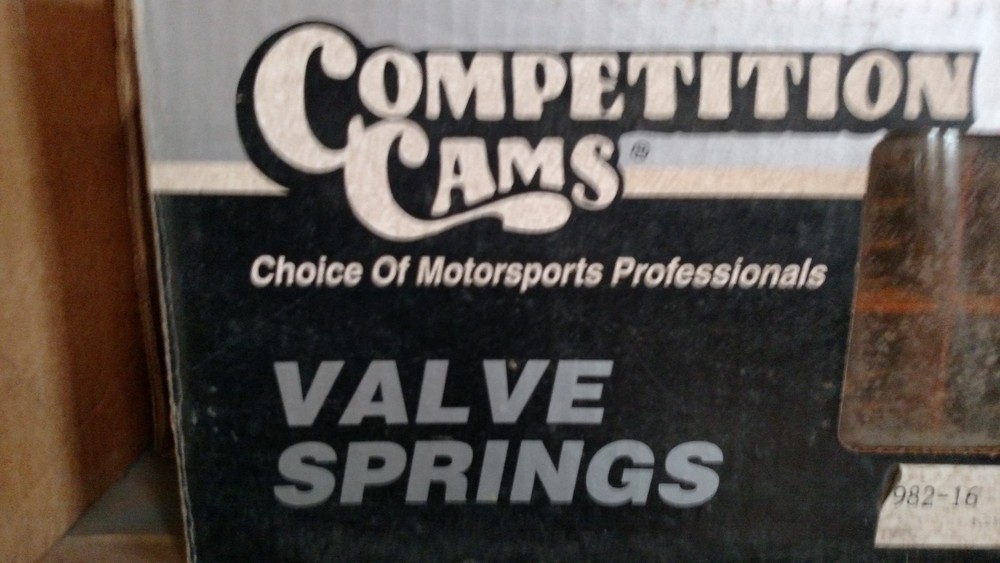 COMPETITION
CAMS®
Choice Of Motorsports Professionals
VALVE
SPRINGS
982-16